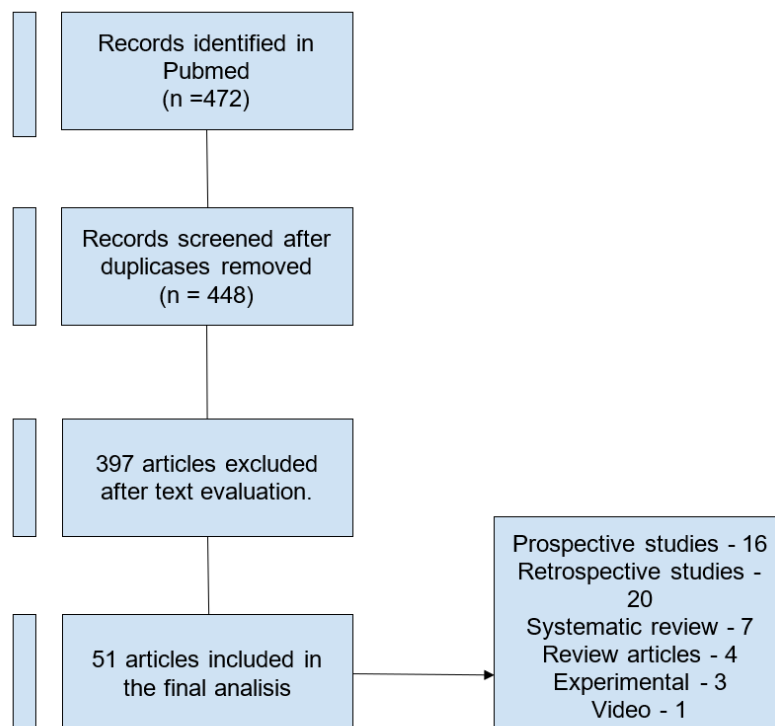 Records identified in
Pubmed
(n =472)
Records screened after
duplicases removed
(n = 448)
397 articles excluded
after text evaluation.
51 articles included in
the final analisis
Prospective studies - 16
Retrospective studies -
20
Systematic review - 7
Review articles - 4
Experimental - 3
Video - 1